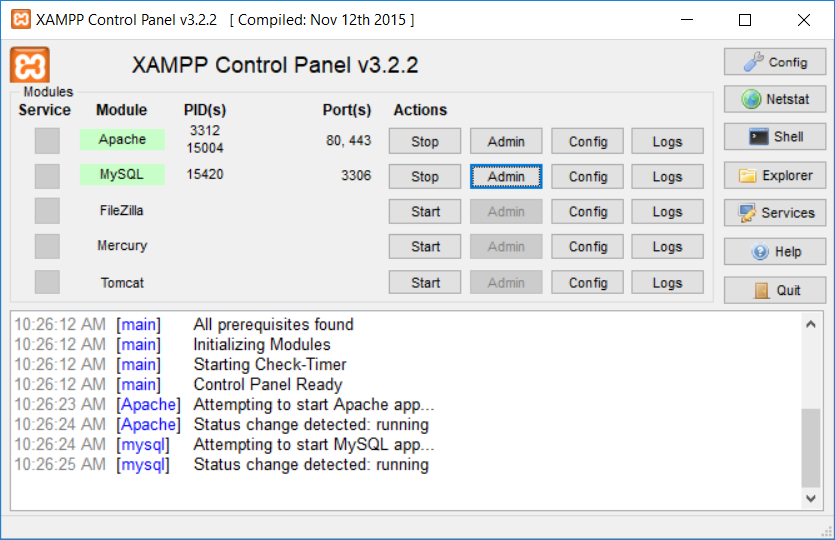 XAMPP Control Panel v3.2.2 [ Compiled: Nov 12th 2015 ]
XAMPP Control Panel v3.2.2
Config
Modules
Service Module PID(s) Port(s) Actions
Netstat
Apache 3312 15004 80, 443 Stop Admin Config Logs
Shell
MySQL 15420 3306 Stop Admin Config Logs
Explorer
FileZilla Start Admin Config Logs
Services
Mercury Start Admin Config Logs
Help
Tomcat Start Admin Config Logs
Quit
10:26:12 AM [main] All prerequisites found
10:26:12 AM [main] Initializing Modules
10:26:12 AM [main] Starting Check-Timer
10:26:12 AM [main] Control Panel Ready
10:26:23 AM [Apache] Attempting to start Apache app...
10:26:24 AM [Apache] Status change detected: running
10:26:24 AM [mysql] Attempting to start MySQL app...
10:26:25 AM [mysql] Status change detected: running